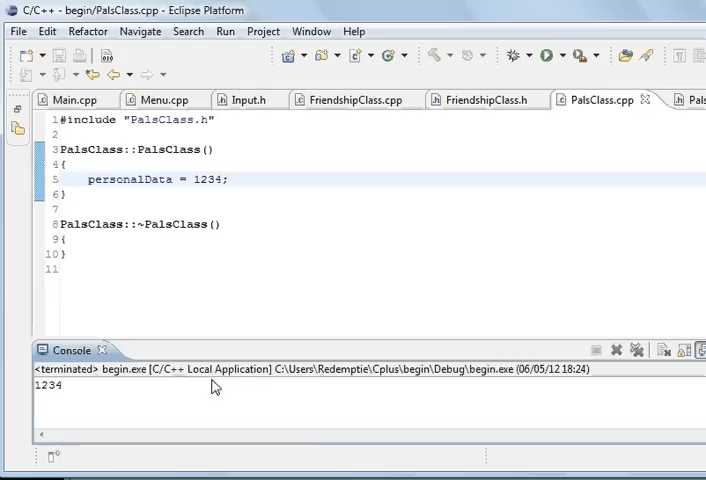 C/C++ - begin/PalsClass.cpp - Eclipse Platform
File Edit Refactor Navigate Search Run Project Window Help
Main.cpp Menu.cpp Input.h FriendshipClass.cpp FriendshipClass.h PalsClass.cpp Pals
1 #include "PalsClass.h"
2
3 PalsClass::PalsClass()
4 {
5 personalData = 1234;
6 }
7
8 PalsClass::~PalsClass()
9 {
10 }
11
Console
<terminated> begin.exe [C/C++ Local Application] C:\Users\Redemptie\Cplus\begin\Debug\begin.exe (06/05/12 18:24)
1234